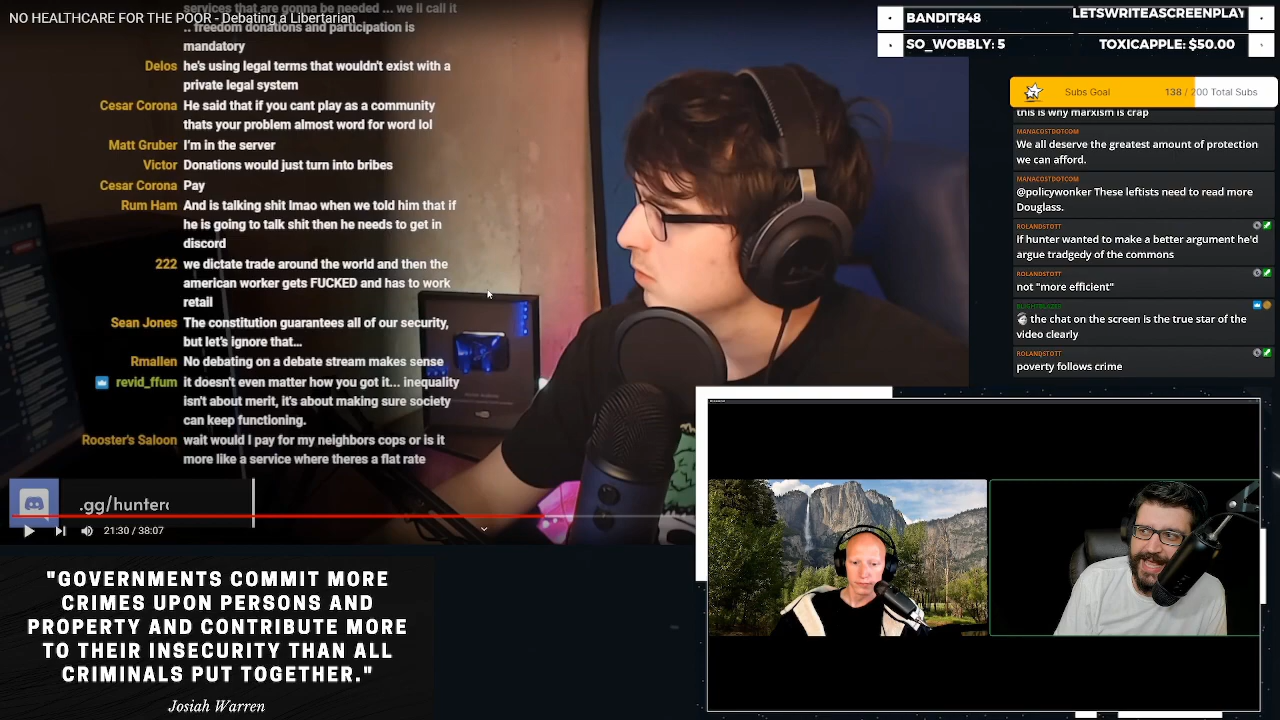 NO HEALTHCARE FOR THE POOR - Debating a Libertarian
services that are gonna be needed ... we ll call it
.. freedom donations and participation is
mandatory
Delos he's using legal terms that wouldn't exist with a
private legal system
Cesar Corona He said that if you cant play as a community
thats your problem almost word for word lol
Matt Gruber I'm in the server
Victor Donations would just turn into bribes
Cesar Corona Pay
Rum Ham And is talking shit lmao when we told him that if
he is going to talk shit then he needs to get in
discord
222 we dictate trade around the world and then the
american worker gets FUCKED and has to work
retail
Sean Jones The constitution guarantees all of our security,
but let's ignore that...
Rmallen No debating on a debate stream makes sense
revid_ffum it doesn't even matter how you got it... inequality
isn't about merit, it's about making sure society
can keep functioning.
Rooster's Saloon wait would I pay for my neighbors cops or is it
more like a service where theres a flat rate
.gg/hunter
21:30 / 38:07
"GOVERNMENTS COMMIT MORE
CRIMES UPON PERSONS AND
PROPERTY AND CONTRIBUTE MORE
TO THEIR INSECURITY THAN ALL
CRIMINALS PUT TOGETHER."
Josiah Warren
BANDIT848
LETSWRITEASCREENPLAY
SO_WOBBLY: 5
TOXICAPPLE: $50.00
Subs Goal 138 / 200 Total Subs
this is why marxism is crap
MANACOSTDOTCOM
We all deserve the greatest amount of protection
we can afford.
MANACOSTDOTCOM
@policywonker These leftists need to read more
Douglass.
ROLANDSTOTT
If hunter wanted to make a better argument he'd
argue tradgedy of the commons
ROLANDSTOTT
not "more efficient"
the chat on the screen is the true star of the
video clearly
ROLANDSTOTT
poverty follows crime